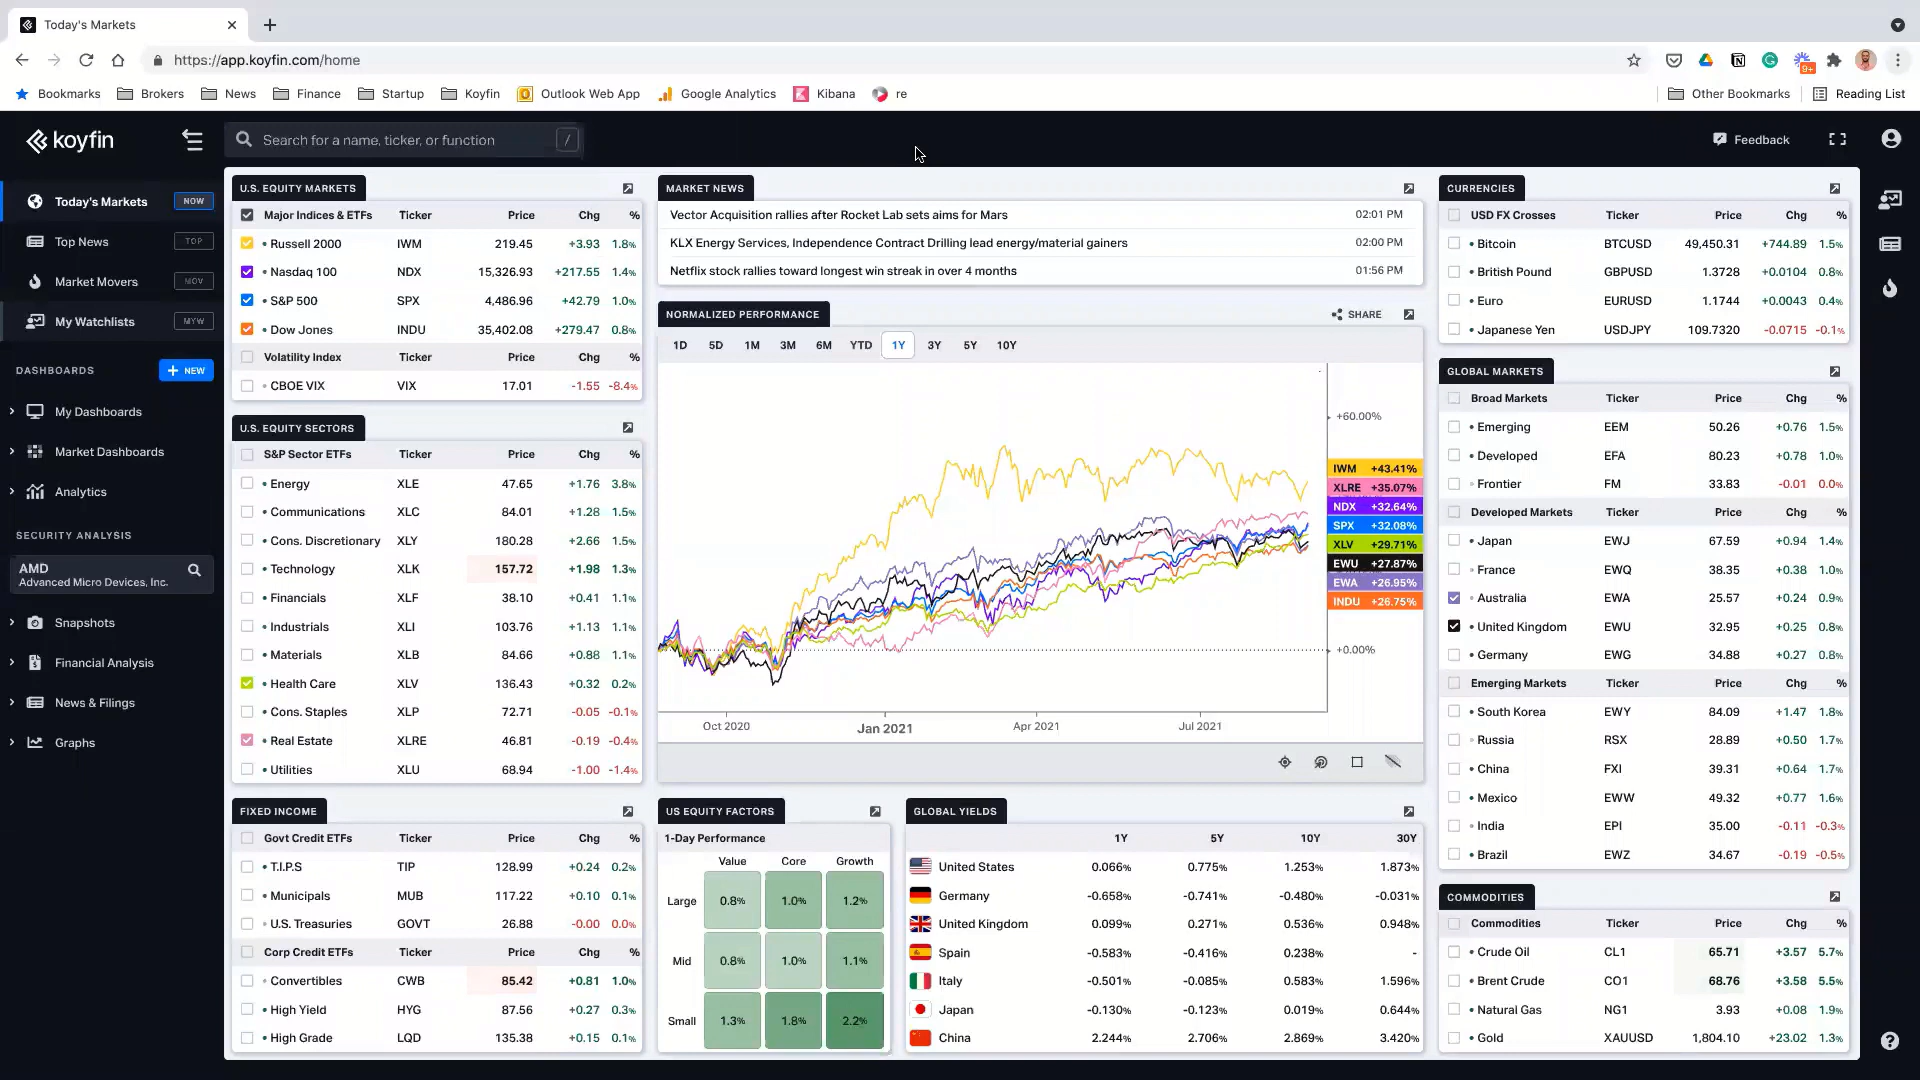 Today's Markets
https://app.koyfin.com/home
9+
Bookmarks Brokers News Finance Startup Koyfin Outlook Web App Google Analytics Kibana re Other Bookmarks Reading List
koyfin
Search for a name, ticker, or function /
Feedback
Today's Markets NOW
Top News TOP
Market Movers MOV
My Watchlists MYW
DASHBOARDS + NEW
My Dashboards
Market Dashboards
Analytics
SECURITY ANALYSIS
AMD
Advanced Micro Devices, Inc.
Snapshots
Financial Analysis
News & Filings
Graphs
U.S. EQUITY MARKETS
Major Indices & ETFs Ticker Price Chg %
Russell 2000 IWM 219.45 +3.93 1.8%
Nasdaq 100 NDX 15,326.93 +217.55 1.4%
S&P 500 SPX 4,486.96 +42.79 1.0%
Dow Jones INDU 35,402.08 +279.47 0.8%
Volatility Index Ticker Price Chg %
CBOE VIX VIX 17.01 -1.55 -8.4%
U.S. EQUITY SECTORS
S&P Sector ETFs Ticker Price Chg %
Energy XLE 47.65 +1.76 3.8%
Communications XLC 84.01 +1.28 1.5%
Cons. Discretionary XLY 180.28 +2.66 1.5%
Technology XLK 157.72 +1.98 1.3%
Financials XLF 38.10 +0.41 1.1%
Industrials XLI 103.76 +1.13 1.1%
Materials XLB 84.66 +0.88 1.1%
Health Care XLV 136.43 +0.32 0.2%
Cons. Staples XLP 72.71 -0.05 -0.1%
Real Estate XLRE 46.81 -0.19 -0.4%
Utilities XLU 68.94 -1.00 -1.4%
FIXED INCOME
Govt Credit ETFs Ticker Price Chg %
T.I.P.S TIP 128.99 +0.24 0.2%
Municipals MUB 117.22 +0.10 0.1%
U.S. Treasuries GOVT 26.88 -0.00 0.0%
Corp Credit ETFs Ticker Price Chg %
Convertibles CWB 85.42 +0.81 1.0%
High Yield HYG 87.56 +0.27 0.3%
High Grade LQD 135.38 +0.15 0.1%
MARKET NEWS
Vector Acquisition rallies after Rocket Lab sets aims for Mars 02:01 PM
KLX Energy Services, Independence Contract Drilling lead energy/material gainers 02:00 PM
Netflix stock rallies toward longest win streak in over 4 months 01:56 PM
NORMALIZED PERFORMANCE SHARE
1D 5D 1M 3M 6M YTD 1Y 3Y 5Y 10Y
+60.00%
IWM +43.41%
XLRE +35.07%
NDX +32.64%
SPX +32.08%
XLV +29.71%
EWU +27.87%
EWA +26.95%
INDU +26.75%
+0.00%
Oct 2020 Jan 2021 Apr 2021 Jul 2021
US EQUITY FACTORS
1-Day Performance
Value Core Growth
Large 0.8% 1.0% 1.2%
Mid 0.8% 1.0% 1.1%
Small 1.3% 1.8% 2.2%
GLOBAL YIELDS
1Y 5Y 10Y 30Y
United States 0.066% 0.775% 1.253% 1.873%
Germany -0.658% -0.741% -0.480% -0.031%
United Kingdom 0.099% 0.271% 0.536% 0.948%
Spain -0.583% -0.416% 0.238% -
Italy -0.501% -0.085% 0.583% 1.596%
Japan -0.130% -0.123% 0.019% 0.644%
China 2.244% 2.706% 2.869% 3.420%
CURRENCIES
USD FX Crosses Ticker Price Chg %
Bitcoin BTCUSD 49,450.31 +744.89 1.5%
British Pound GBPUSD 1.3728 +0.0104 0.8%
Euro EURUSD 1.1744 +0.0043 0.4%
Japanese Yen USDJPY 109.7320 -0.0715 -0.1%
GLOBAL MARKETS
Broad Markets Ticker Price Chg %
Emerging EEM 50.26 +0.76 1.5%
Developed EFA 80.23 +0.78 1.0%
Frontier FM 33.83 -0.01 0.0%
Developed Markets Ticker Price Chg %
Japan EWJ 67.59 +0.94 1.4%
France EWQ 38.35 +0.38 1.0%
Australia EWA 25.57 +0.24 0.9%
United Kingdom EWU 32.95 +0.25 0.8%
Germany EWG 34.88 +0.27 0.8%
Emerging Markets Ticker Price Chg %
South Korea EWY 84.09 +1.47 1.8%
Russia RSX 28.89 +0.50 1.7%
China FXI 39.31 +0.64 1.7%
Mexico EWW 49.32 +0.77 1.6%
India EPI 35.00 -0.11 -0.3%
Brazil EWZ 34.67 -0.19 -0.5%
COMMODITIES
Commodities Ticker Price Chg %
Crude Oil CL1 65.71 +3.57 5.7%
Brent Crude CO1 68.76 +3.58 5.5%
Natural Gas NG1 3.93 +0.08 1.9%
Gold XAUUSD 1,804.10 +23.02 1.3%